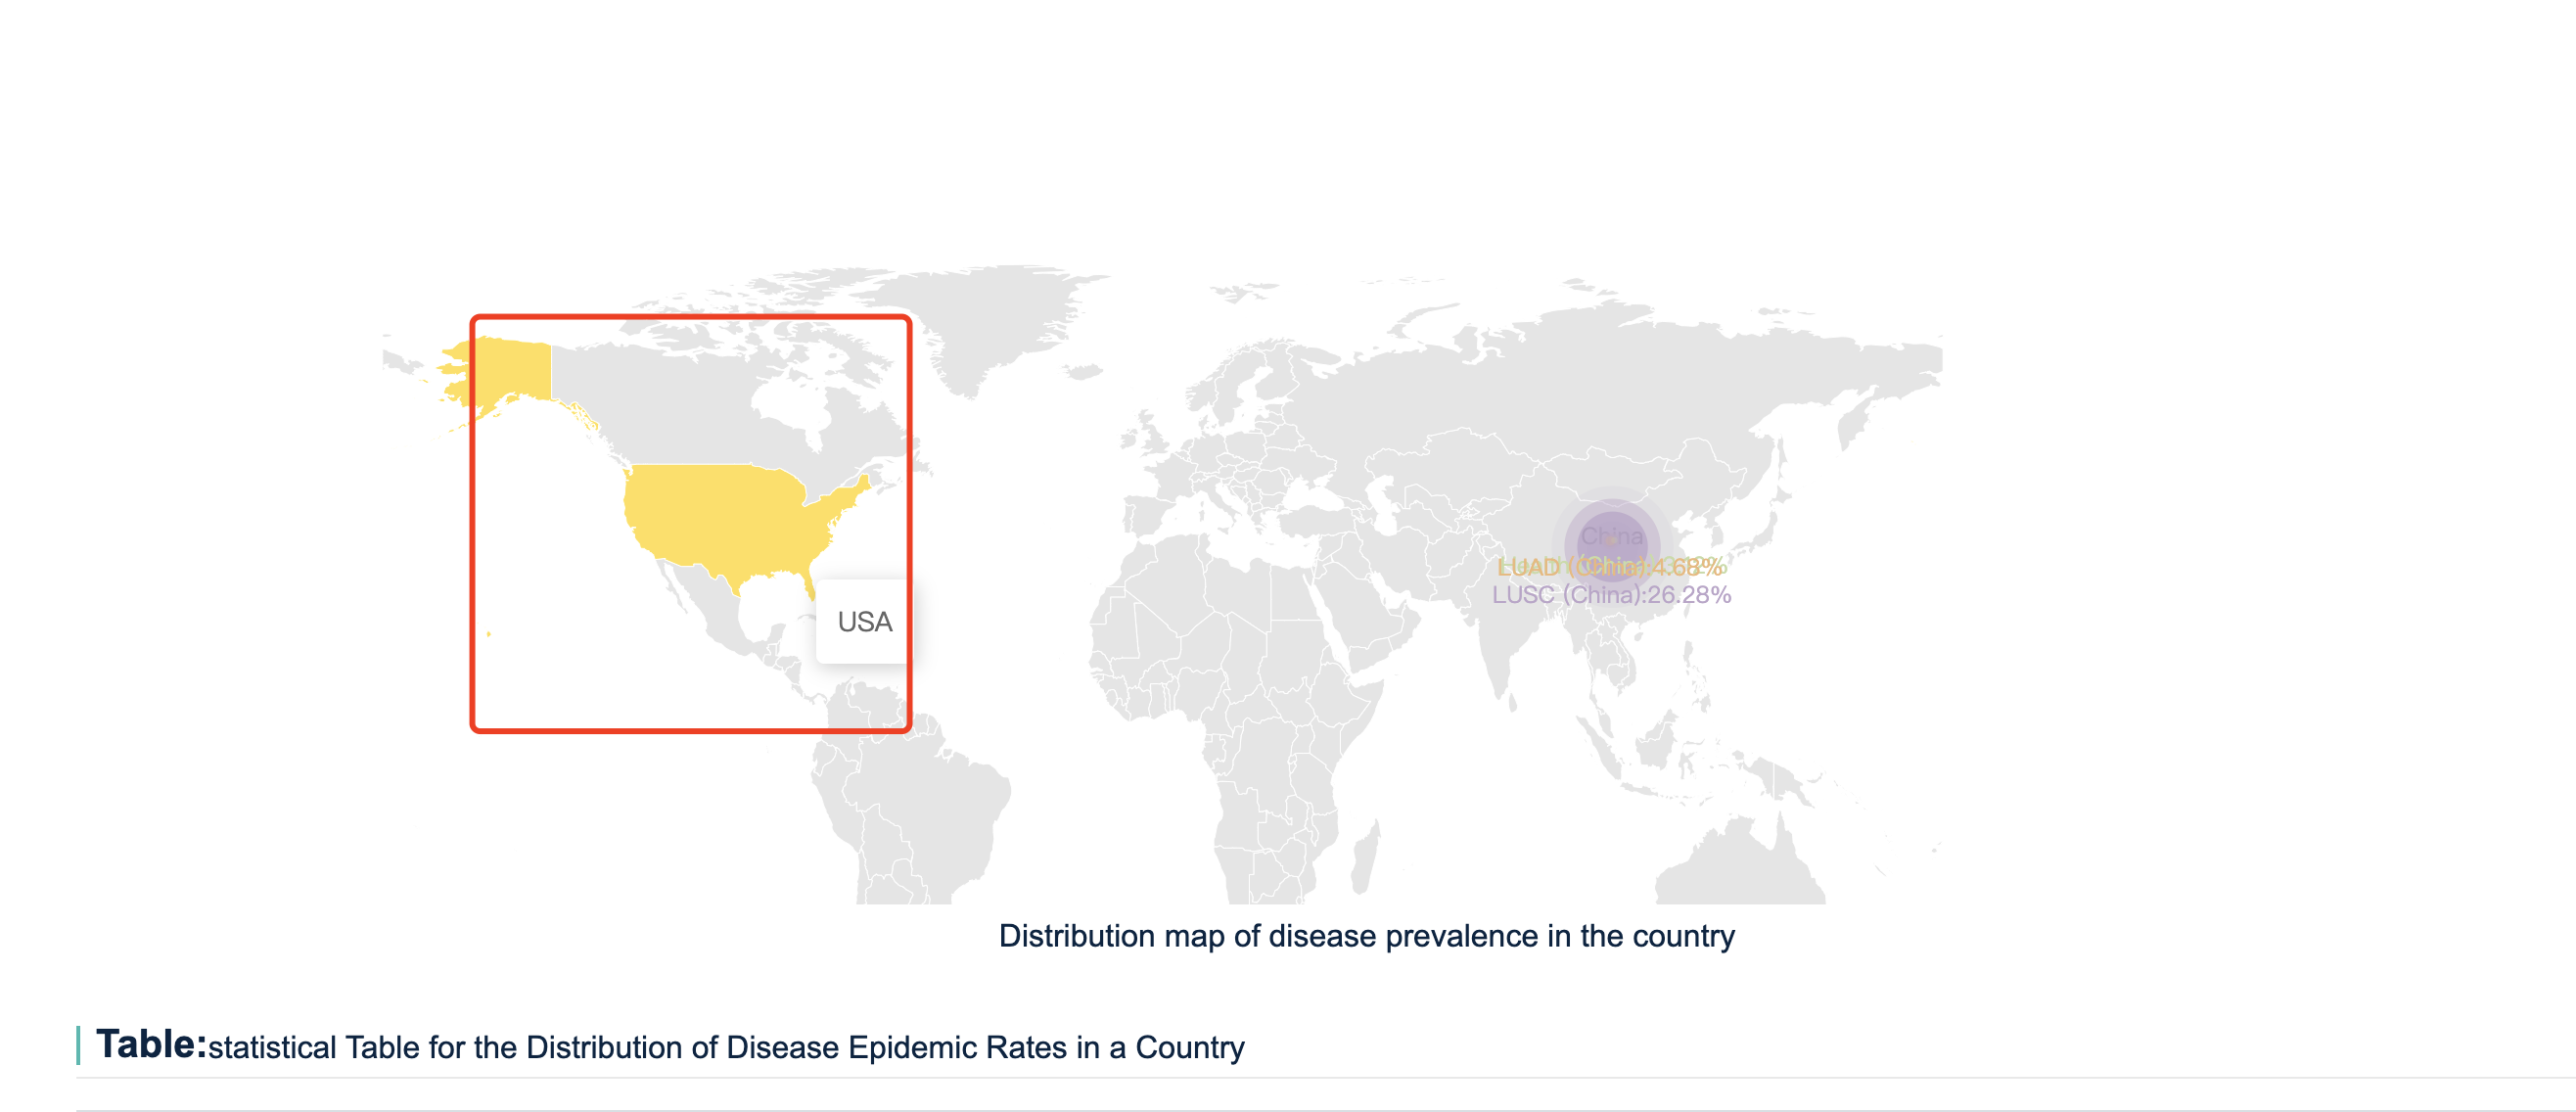 China
LUAD (China):4.68%
LUSC (China):26.28%
USA
Distribution map of disease prevalence in the country
Table:statistical Table for the Distribution of Disease Epidemic Rates in a Country